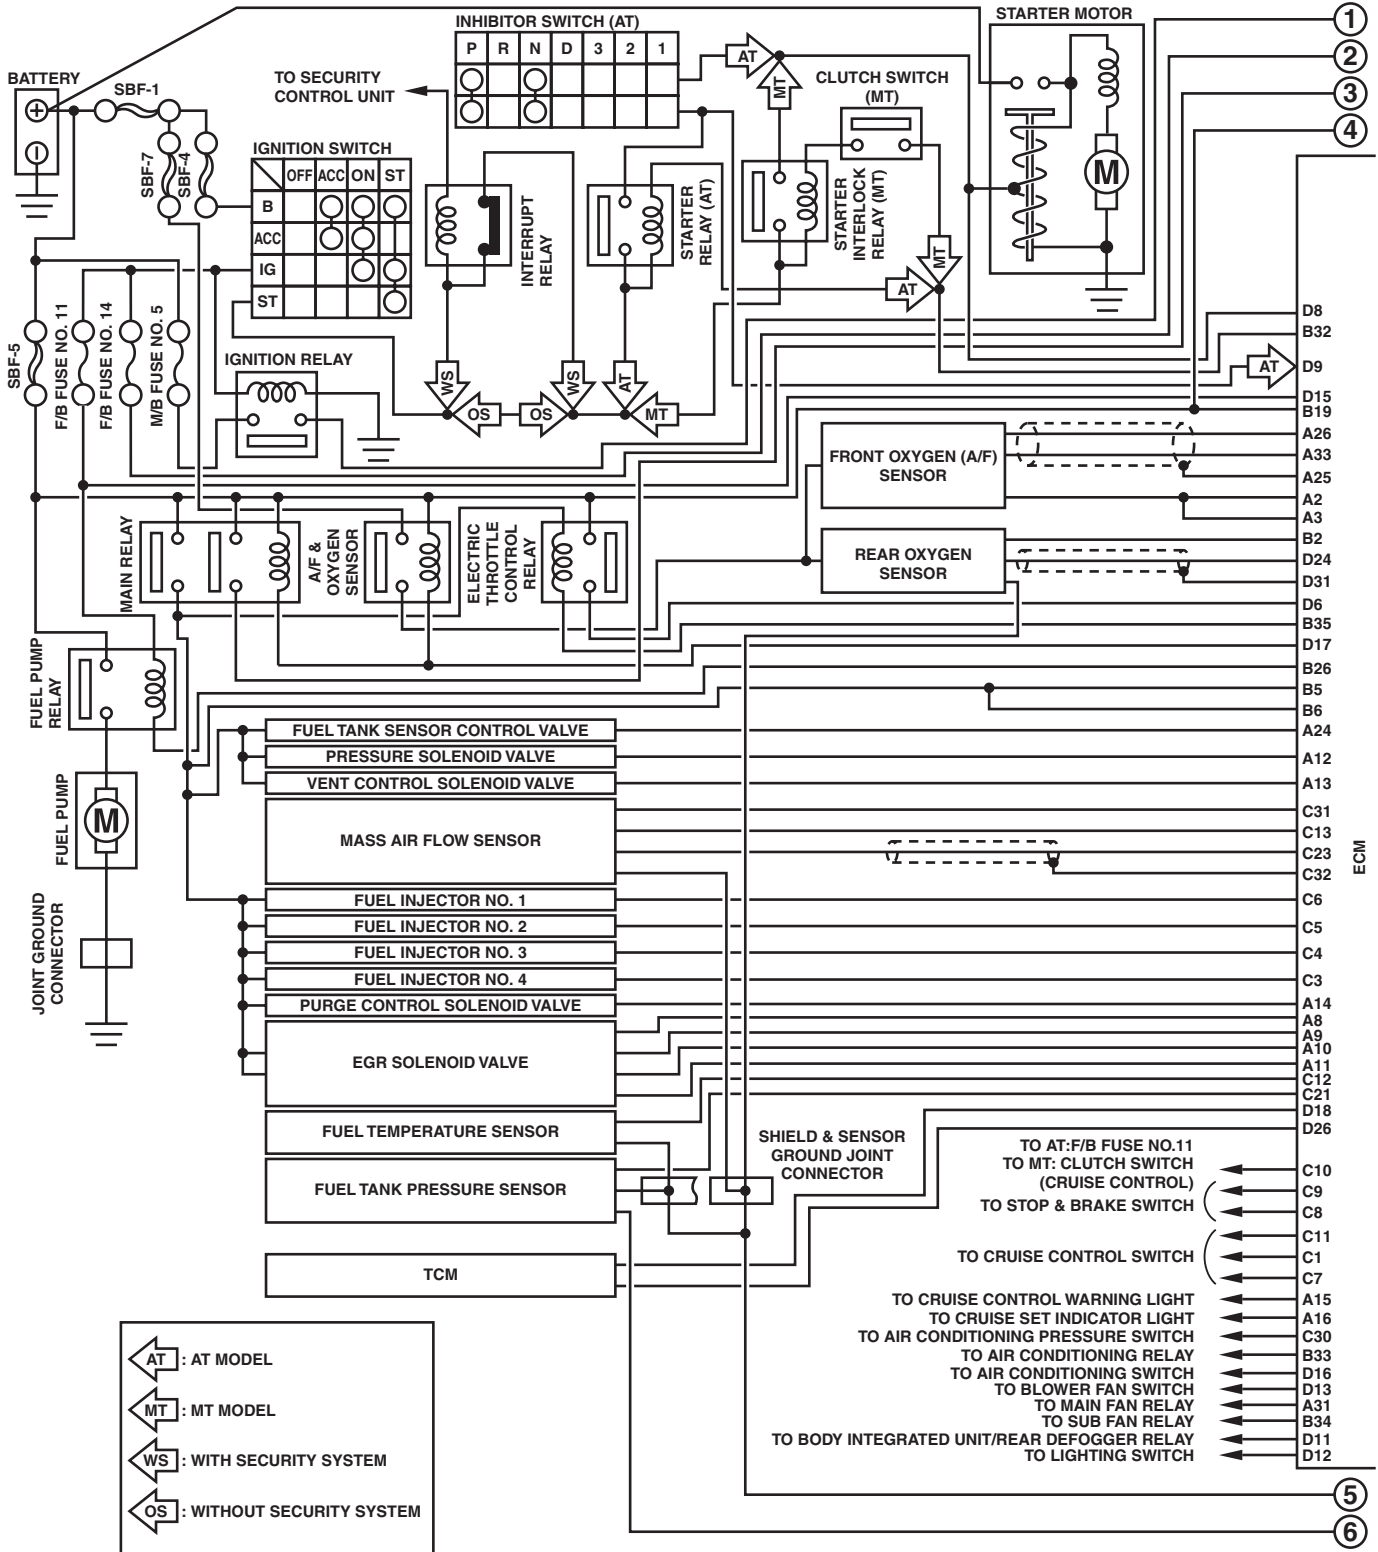 INHIBITOR SWITCH (AT)
P R N D 3 2 1
STARTER MOTOR
M
1
2
3
4
BATTERY
SBF-1
SBF-7
SBF-4
TO SECURITY
CONTROL UNIT
AT
MT
CLUTCH SWITCH
(MT)
IGNITION SWITCH
OFF ACC ON ST
B
ACC
IG
ST
INTERRUPT
RELAY
STARTER
RELAY (AT)
STARTER
INTERLOCK
RELAY (MT)
MT
AT
SBF-5
F/B FUSE NO. 11
F/B FUSE NO. 14
M/B FUSE NO. 5
IGNITION RELAY
WS
OS
OS
WS
AT
MT
AT
D8
B32
D9
D15
B19
A26
A33
A25
A2
A3
B2
D24
D31
D6
B35
D17
B26
B5
B6
A24
A12
A13
C31
C13
C23
C32
C6
C5
C4
C3
A14
A8
A9
A10
A11
C12
C21
D18
D26
C10
C9
C8
C11
C1
C7
A15
A16
C30
B33
D16
D13
A31
B34
D11
D12
ECM
FRONT OXYGEN (A/F)
SENSOR
REAR OXYGEN
SENSOR
MAIN RELAY
A/F &
OXYGEN
SENSOR
ELECTRIC
THROTTLE
CONTROL
RELAY
FUEL PUMP
RELAY
FUEL PUMP
M
JOINT GROUND
CONNECTOR
FUEL TANK SENSOR CONTROL VALVE
PRESSURE SOLENOID VALVE
VENT CONTROL SOLENOID VALVE
MASS AIR FLOW SENSOR
FUEL INJECTOR NO. 1
FUEL INJECTOR NO. 2
FUEL INJECTOR NO. 3
FUEL INJECTOR NO. 4
PURGE CONTROL SOLENOID VALVE
EGR SOLENOID VALVE
FUEL TEMPERATURE SENSOR
FUEL TANK PRESSURE SENSOR
TCM
SHIELD & SENSOR
GROUND JOINT
CONNECTOR
TO AT:F/B FUSE NO.11
TO MT: CLUTCH SWITCH
(CRUISE CONTROL)
TO STOP & BRAKE SWITCH
TO CRUISE CONTROL SWITCH
TO CRUISE CONTROL WARNING LIGHT
TO CRUISE SET INDICATOR LIGHT
TO AIR CONDITIONING PRESSURE SWITCH
TO AIR CONDITIONING RELAY
TO AIR CONDITIONING SWITCH
TO BLOWER FAN SWITCH
TO MAIN FAN RELAY
TO SUB FAN RELAY
TO BODY INTEGRATED UNIT/REAR DEFOGGER RELAY
TO LIGHTING SWITCH
5
6
AT : AT MODEL
MT : MT MODEL
WS : WITH SECURITY SYSTEM
OS : WITHOUT SECURITY SYSTEM